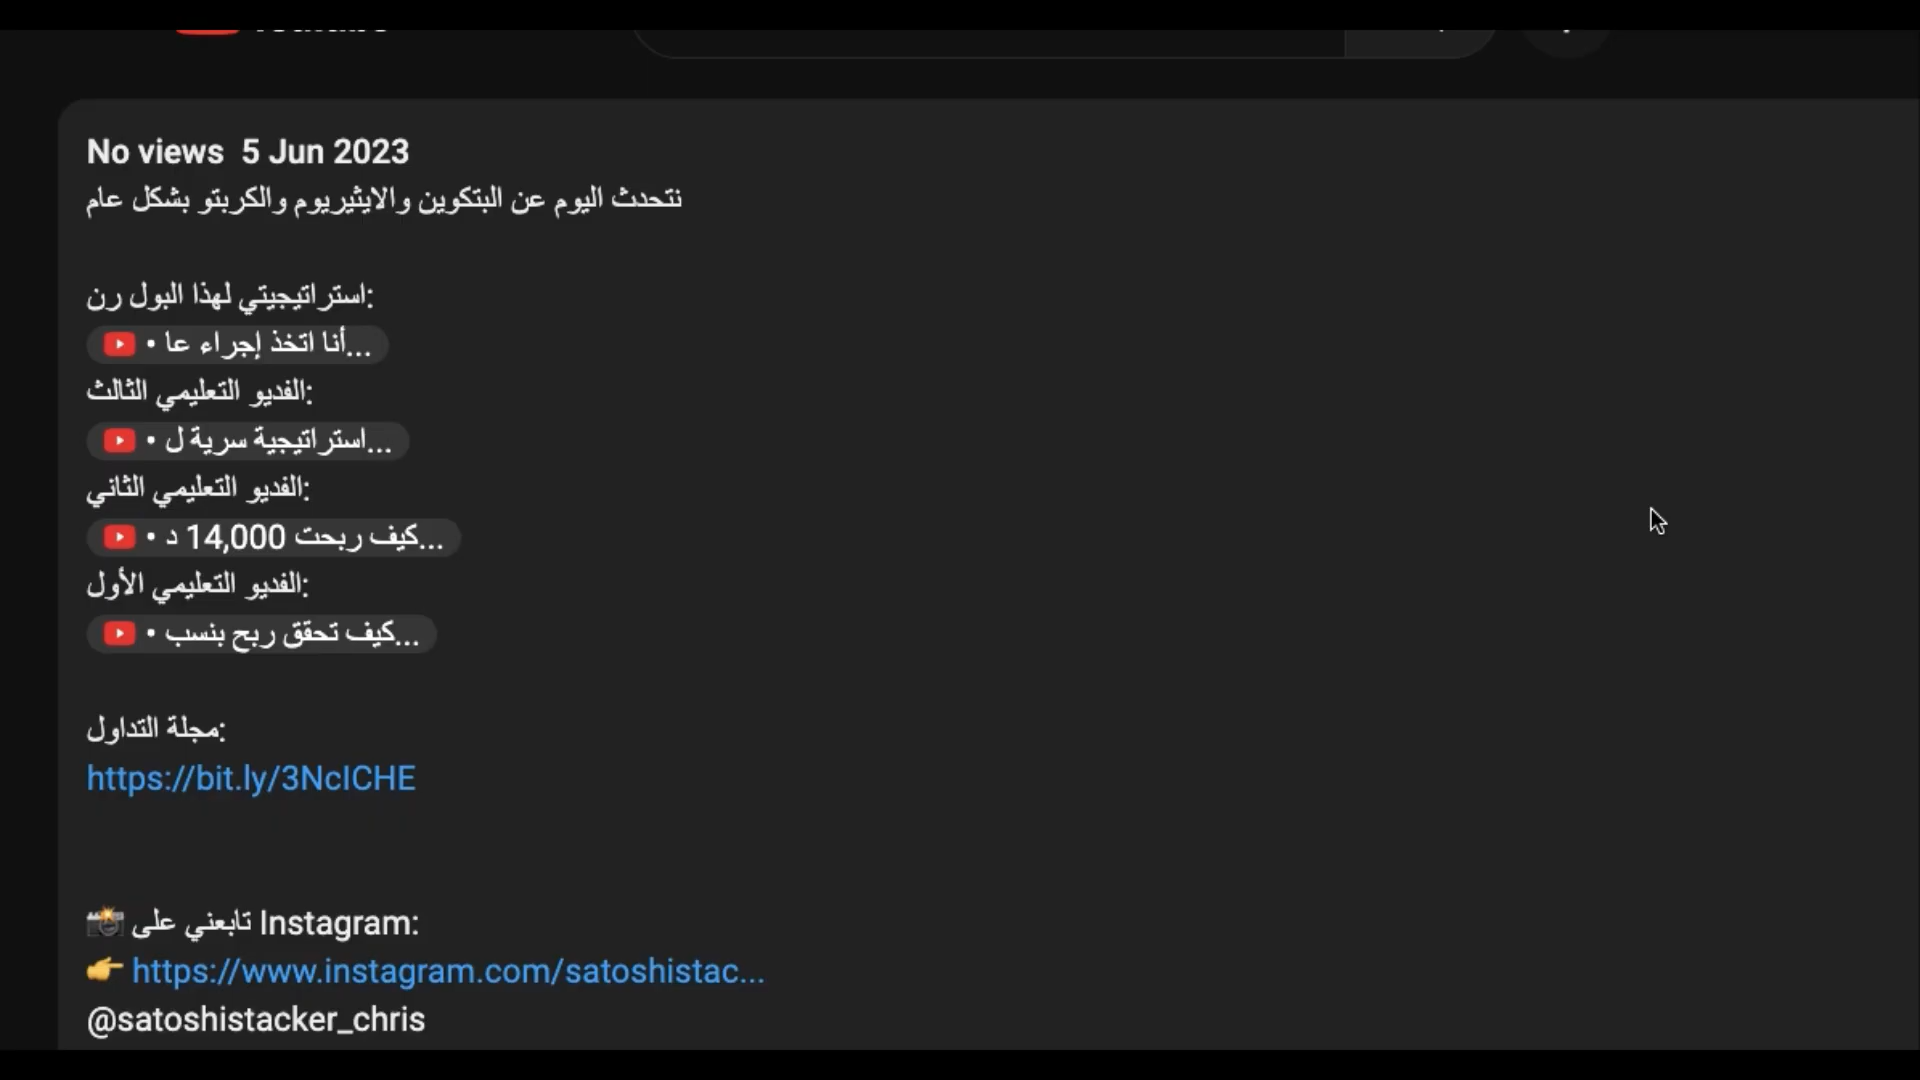 No views  5 Jun 2023
نتحدث اليوم عن البتكوين والايثيريوم والكربتو بشكل عام
استراتيجيتي لهذا البول رن:
أنا اتخذ إجراء عا • ...
الفديو التعليمي الثالث:
استراتيجية سرية ل • ...
الفديو التعليمي الثاني:
كيف ربحت 14,000 د • ...
الفديو التعليمي الأول:
كيف تحقق ربح بنسب • ...
مجلة التداول:
https://bit.ly/3NcICHE
📸 تابعني على Instagram:
👉 https://www.instagram.com/satoshistac...
@satoshistacker_chris